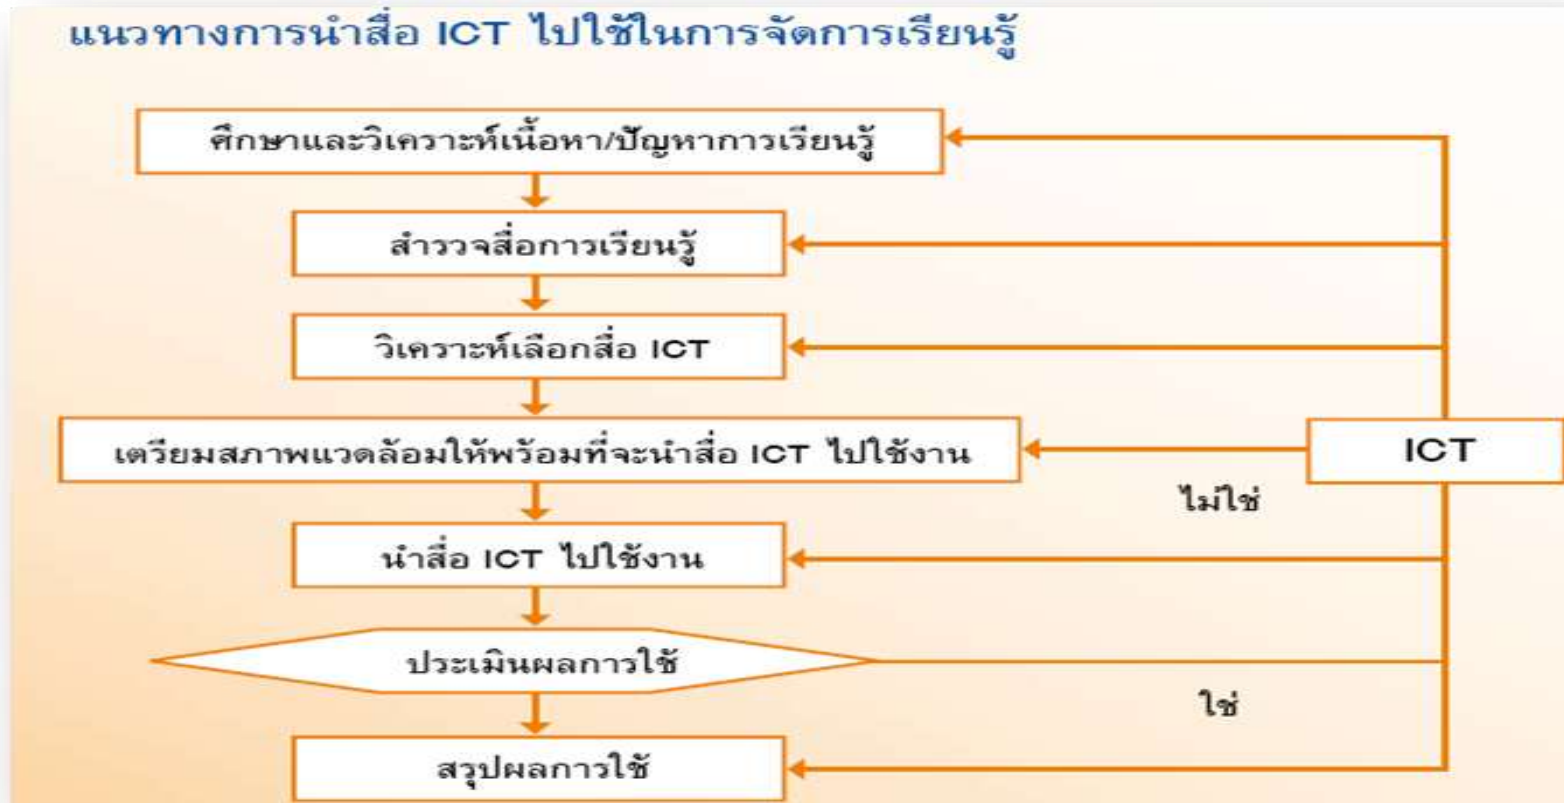 แนวทางการนำสื่อ ICT ไปใช้ในการจัดการเรียนรู้
ศึกษาและวิเคราะห์เนื้อหา/ปัญหาการเรียนรู้
สำรวจสื่อการเรียนรู้
วิเคราะห์เลือกสื่อ ICT
เตรียมสภาพแวดล้อมให้พร้อมที่จะนำสื่อ ICT ไปใช้งาน
ICT
ไม่ใช่
นำสื่อ ICT ไปใช้งาน
ประเมินผลการใช้
ใช่
สรุปผลการใช้